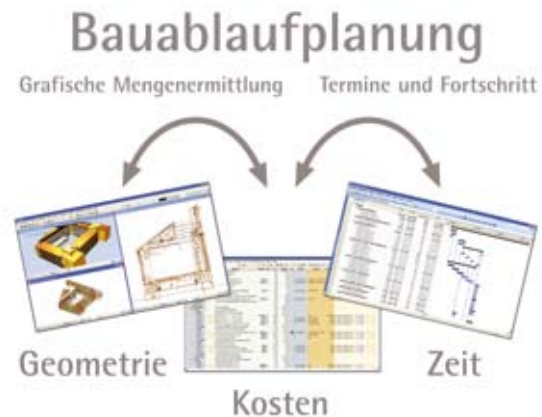 Bauablaufplanung
Grafische Mengenermittlung Termine und Fortschritt
Geometrie
Zeit
Kosten